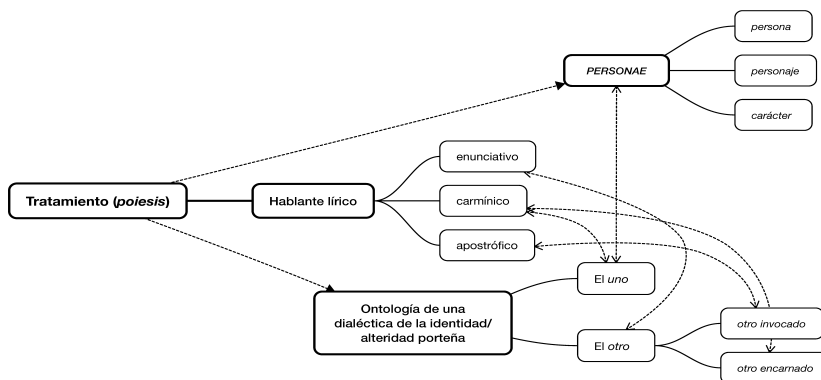 persona
PERSONAE
personaje
carácter
enunciativo
Tratamiento (poiesis)
Hablante lírico
carmínico
apostrófico
El uno
Ontología de una
dialéctica de la identidad/
alteridad porteña
El otro
otro invocado
otro encarnado